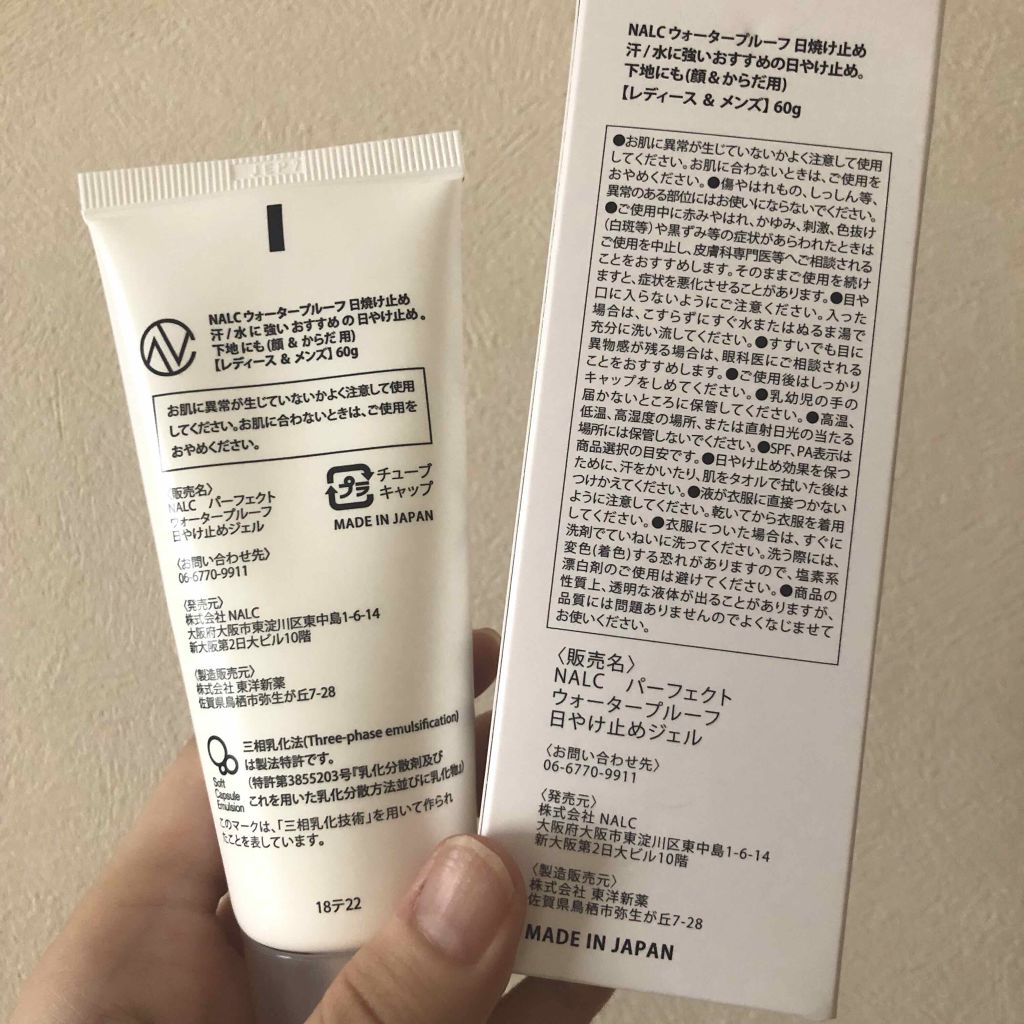 NALC ウォータープルーフ 日焼け止め
汗 / 水 に 強い おすすめ の 日やけ止め 。
下地 にも (顔 & からだ 用)
【レディース & メンズ】 60g
お肌に異常が生じていないかよく注意して使用
してください。お肌に合わないときは、ご使用を
おやめください。
プラ
チューブ
キャップ
MADE IN JAPAN
〈販売名〉
NALC パーフェクト
ウォータープルーフ
日やけ止めジェル
〈お問い合わせ先〉
06-6770-9911
〈発売元〉
株式会社 NALC
大阪府大阪市東淀川区東中島1-6-14
新大阪第2日大ビル10階
〈製造販売元〉
株式会社 東洋新薬
佐賀県鳥栖市弥生が丘7-28
Soft
Capsule
Emulsion
三相乳化法(Three-phase emulsification)
は製法特許です。
(特許第3855203号『乳化分散剤及び
これを用いた乳化分散方法並びに乳化物』)
このマークは、「三相乳化技術」を用いて作られ
たことを表しています。
18テ22
NALC ウォータープルーフ 日焼け止め
汗 / 水に強いおすすめの日やけ止め。
下地にも (顔 & からだ用)
【レディース & メンズ】 60g
●お肌に異常が生じていないかよく注意して使用
してください。お肌に合わないときは、ご使用を
おやめください。●傷やはれもの、しっしん等、
異常のある部位にはお使いにならないでください。
●ご使用中に赤みやはれ、かゆみ、刺激、色抜け
(白斑等)や黒ずみ等の症状があらわれたときは
ご使用を中止し、皮膚科専門医等へご相談される
ことをおすすめします。そのままご使用を続け
ますと、症状を悪化させることがあります。●目や
口に入らないようにご注意ください。入った
場合は、こすらずにすぐ水またはぬるま湯で
充分に洗い流してください。●すすいでも目に
異物感が残る場合は、眼科医にご相談される
ことをおすすめします。●ご使用後はしっかり
キャップをしめてください。●乳幼児の手の
届かないところに保管してください。●高温、
低温、高湿度の場所、または直射日光の当たる
場所には保管しないでください。●SPF、PA表示は
商品選択の目安です。●日やけ止め効果を保つ
ために、汗をかいたり、肌をタオルで拭いた後は
つけかえてください。●液が衣服に直接つかない
ように注意してください。乾いてから衣服を着用
してください。●衣服についた場合は、すぐに
洗剤でていねいに洗ってください。洗う際には、
変色(着色)する恐れがありますので、塩素系
漂白剤のご使用は避けてください。●商品の
性質上、透明な液体が出ることがありますが、
品質には問題ありませんのでよくなじませて
お使いください。
〈販売名〉
NALC パーフェクト
ウォータープルーフ
日やけ止めジェル
〈お問い合わせ先〉
06-6770-9911
〈発売元〉
株式会社 NALC
大阪府大阪市東淀川区東中島1-6-14
新大阪第2日大ビル10階
〈製造販売元〉
株式会社 東洋新薬
佐賀県鳥栖市弥生が丘7-28
MADE IN JAPAN